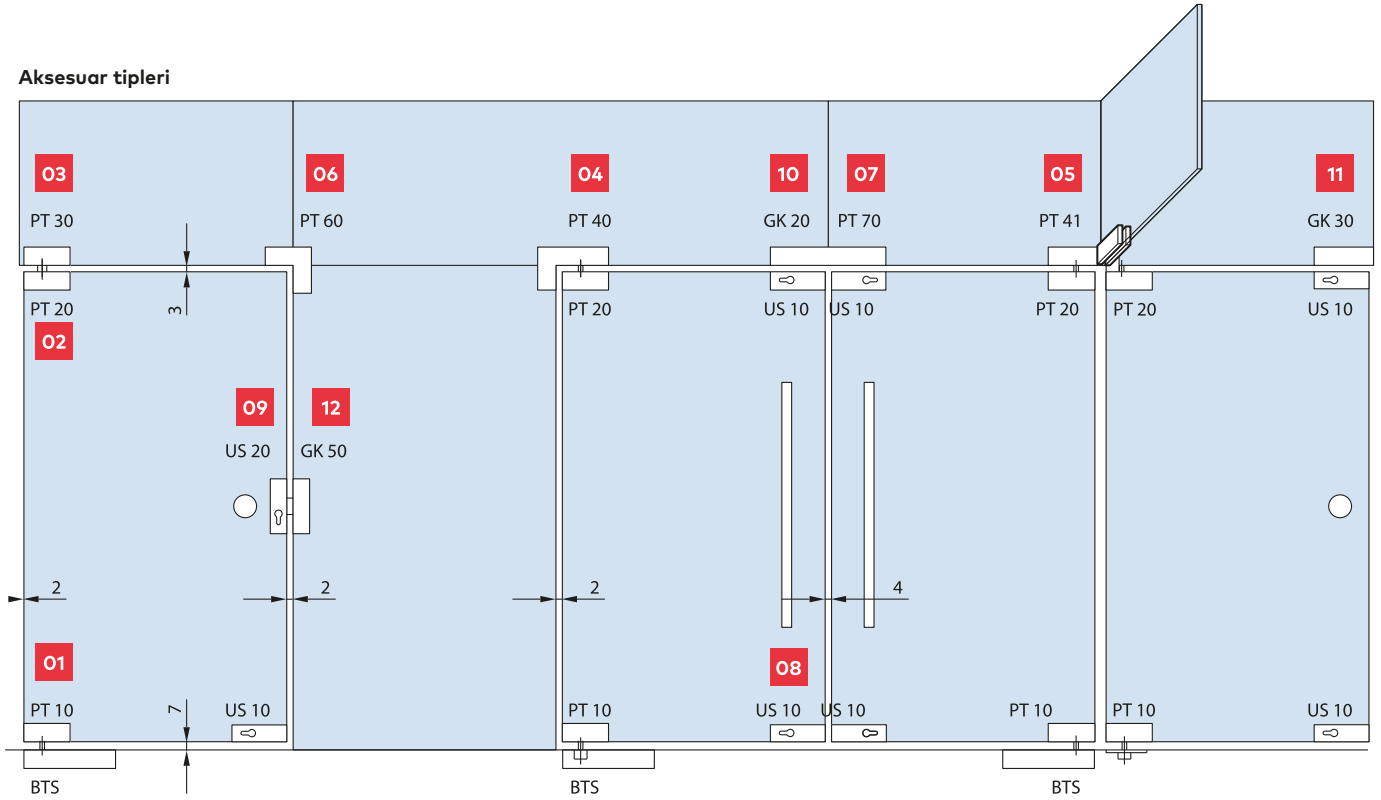 Aksesuar tipleri
03 06 04 10 07 05 11
PT 30 PT 60 PT 40 GK 20 PT 70 PT 41 GK 30
PT 20 3 PT 20 US 10 US 10 PT 20 PT 20 US 10
02
09 12
US 20 GK 50
2 2 2 4
01 08
PT 10 7 US 10 PT 10 US 10 US 10 PT 10 PT 10 US 10
BTS BTS BTS